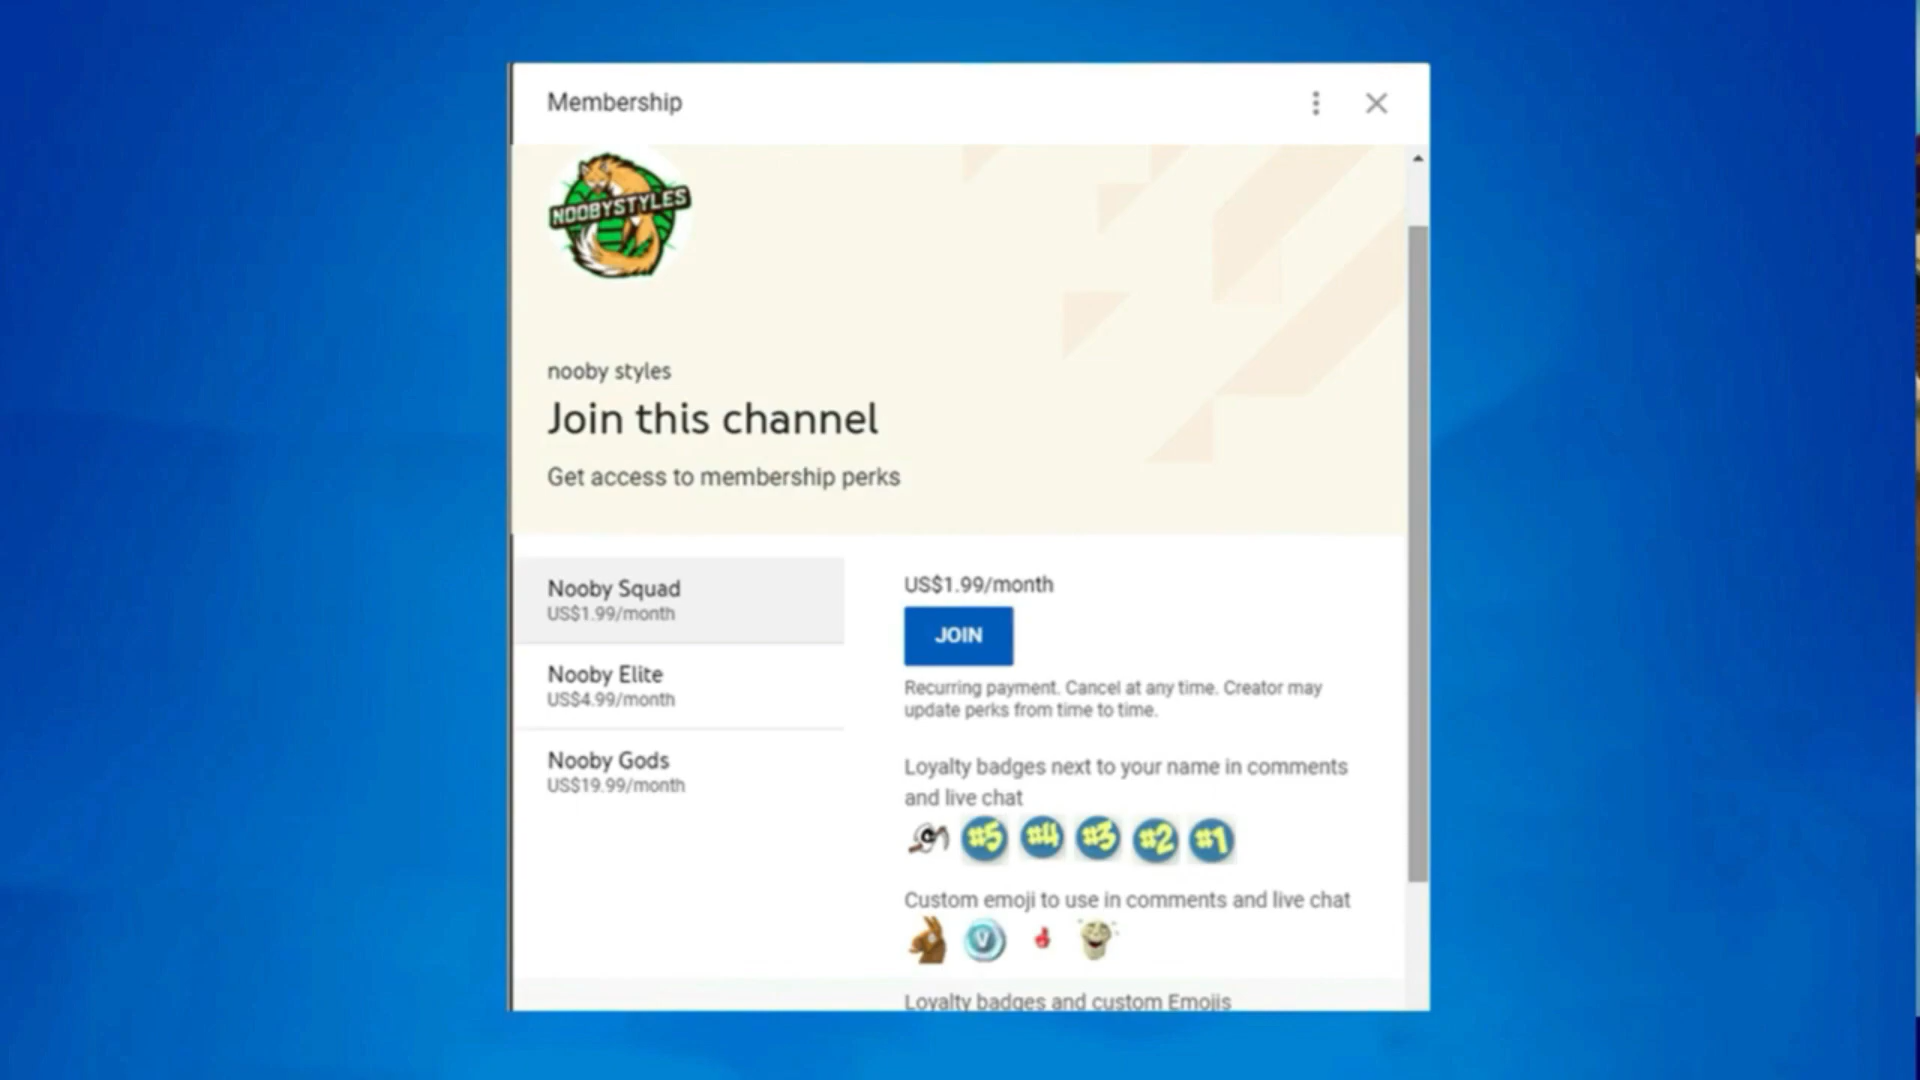 Membership
NOOBYSTYLES
nooby styles
Join this channel
Get access to membership perks
Nooby Squad
US$1.99/month
Nooby Elite
US$4.99/month
Nooby Gods
US$19.99/month
US$1.99/month
JOIN
Recurring payment. Cancel at any time. Creator may
update perks from time to time.
Loyalty badges next to your name in comments
and live chat
#5 #4 #3 #2 #1
Custom emoji to use in comments and live chat
V
Loyalty badges and custom Emojis